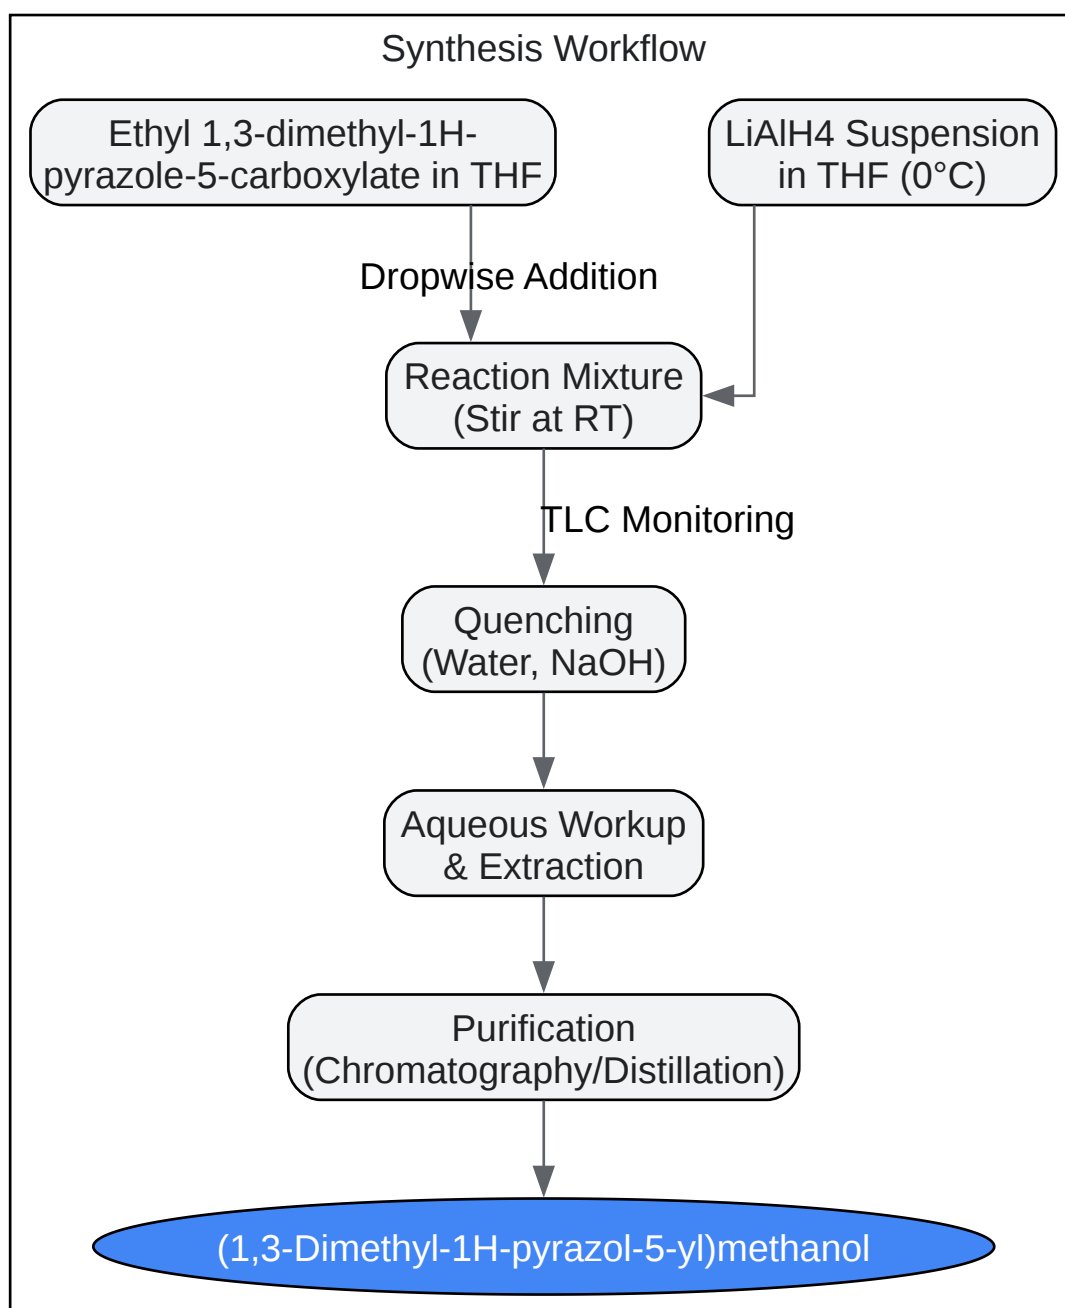 Synthesis Workflow
Ethyl 1,3-dimethyl-1H-
pyrazole-5-carboxylate in THF
LiAlH4 Suspension
in THF (0°C)
Dropwise Addition
Reaction Mixture
(Stir at RT)
TLC Monitoring
Quenching
(Water, NaOH)
Aqueous Workup
& Extraction
Purification
(Chromatography/Distillation)
(1,3-Dimethyl-1H-pyrazol-5-yl)methanol